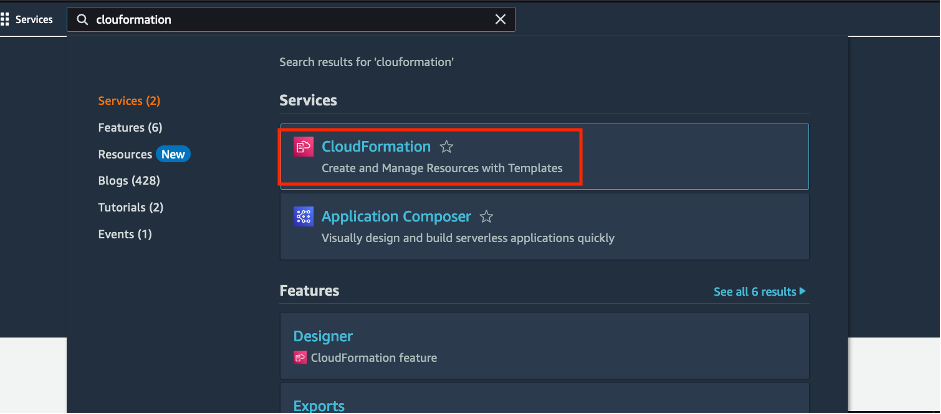 Services
clouformation
Search results for 'clouformation'
Services (2)
Features (6)
Resources New
Blogs (428)
Tutorials (2)
Events (1)
Services
CloudFormation
Create and Manage Resources with Templates
Application Composer
Visually design and build serverless applications quickly
Features
See all 6 results
Designer
CloudFormation feature
Exports